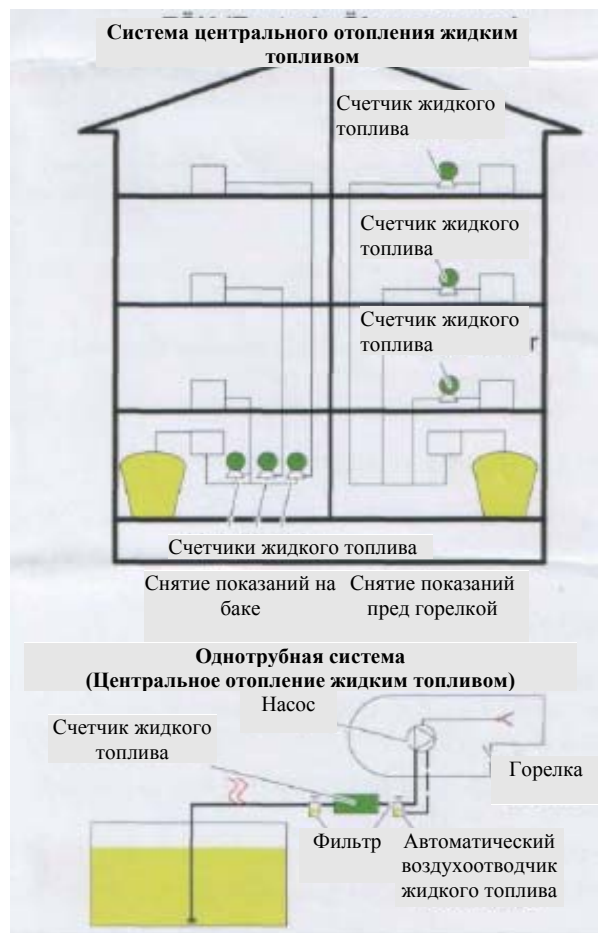 Система центрального отопления жидким
топливом
Счетчик жидкого
топлива
Счетчик жидкого
топлива
Счетчик жидкого
топлива
Счетчики жидкого топлива
Снятие показаний на
баке
Снятие показаний
пред горелкой
Однотрубная система
(Центральное отопление жидким топливом)
Насос
Счетчик жидкого
топлива
Горелка
Фильтр
Автоматический
воздухоотводчик
жидкого топлива